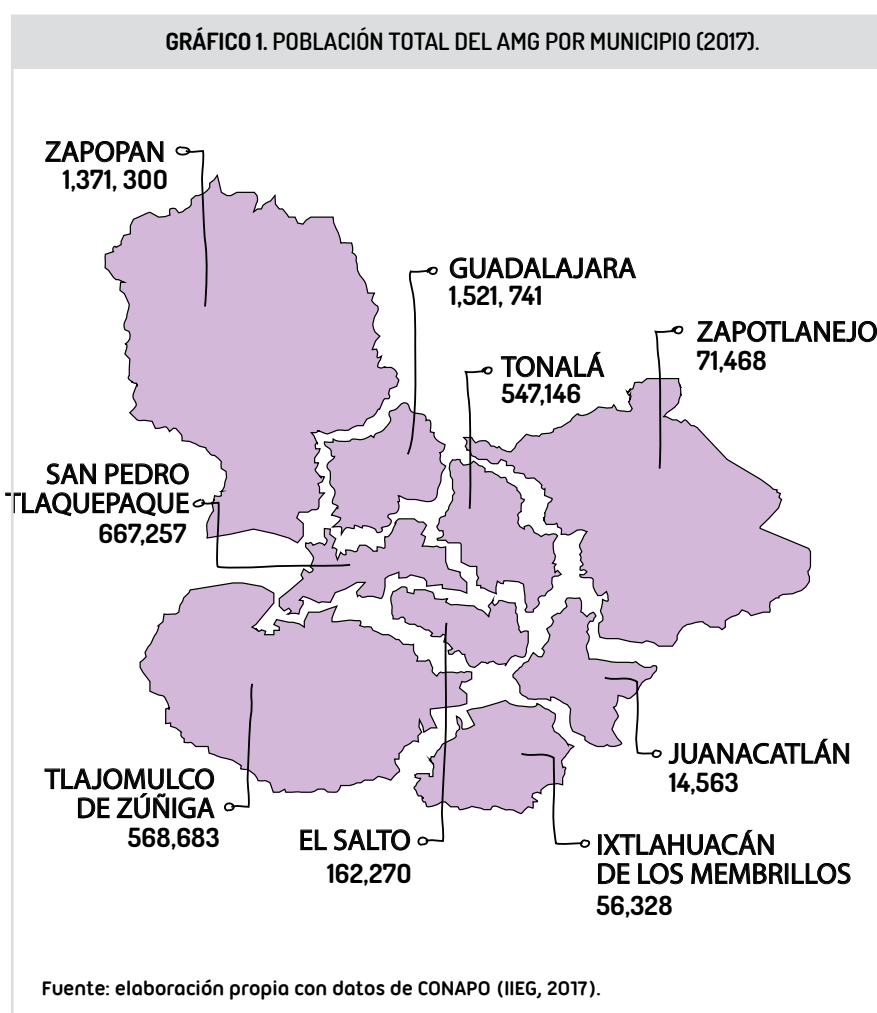 GRÁFICO 1. POBLACIÓN TOTAL DEL AMG POR MUNICIPIO (2017).
ZAPOPAN
1,371, 300
GUADALAJARA
1,521, 741
ZAPOTLANEJO
71,468
TONALÁ
547,146
SAN PEDRO
TLAQUEPAQUE
667,257
JUANACATLÁN
14,563
TLAJOMULCO
DE ZÚÑIGA
568,683
EL SALTO
162,270
IXTLAHUACÁN
DE LOS MEMBRILLOS
56,328
Fuente: elaboración propia con datos de CONAPO (IIEG, 2017).